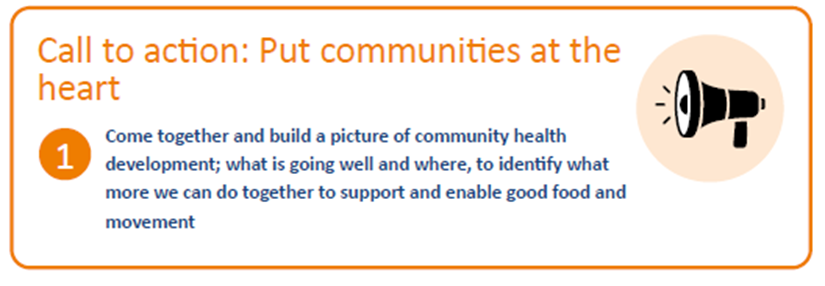 Call to action: Put communities at the
heart
1
Come together and build a picture of community health
development; what is going well and where, to identify what
more we can do together to support and enable good food and
movement